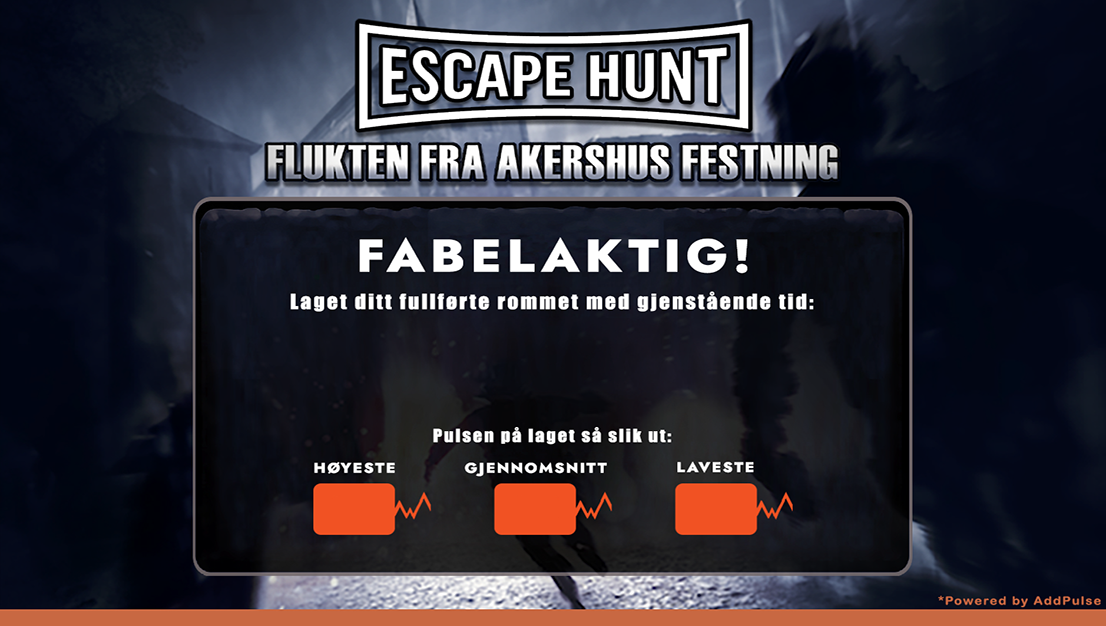 ESCAPE HUNT
FLUKTEN FRA AKERSHUS FESTNING
FABELAKTIG!
Laget ditt fullførte rommet med gjenstående tid:
Pulsen på laget så slik ut:
HØYESTE GJENNOMSNITT LAVESTE
*Powered by AddPulse